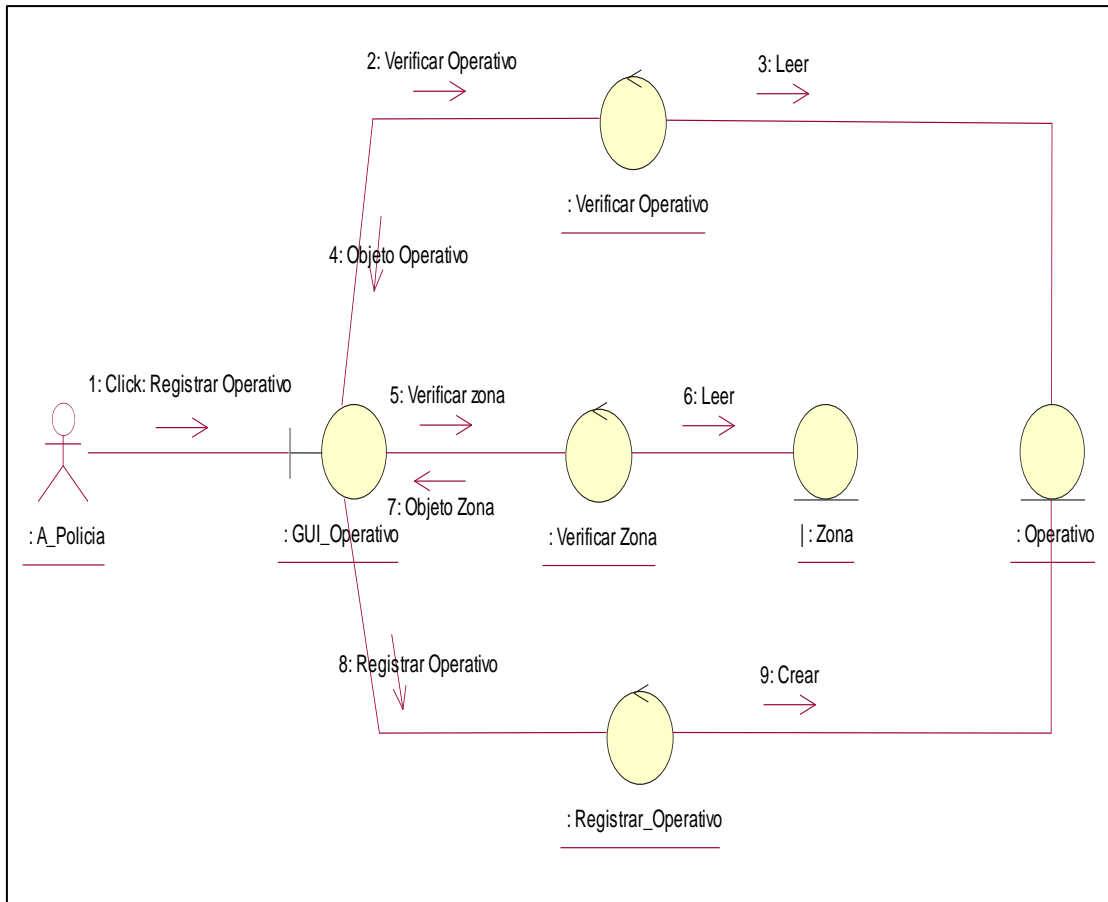 2: Verificar Operativo
3: Leer
: Verificar Operativo
4: Objeto Operativo
1: Click: Registrar Operativo
5: Verificar zona
6: Leer
7: Objeto Zona
: A_Policia
: GUI_Operativo
: Verificar Zona
| : Zona
: Operativo
8: Registrar Operativo
9: Crear
: Registrar_Operativo